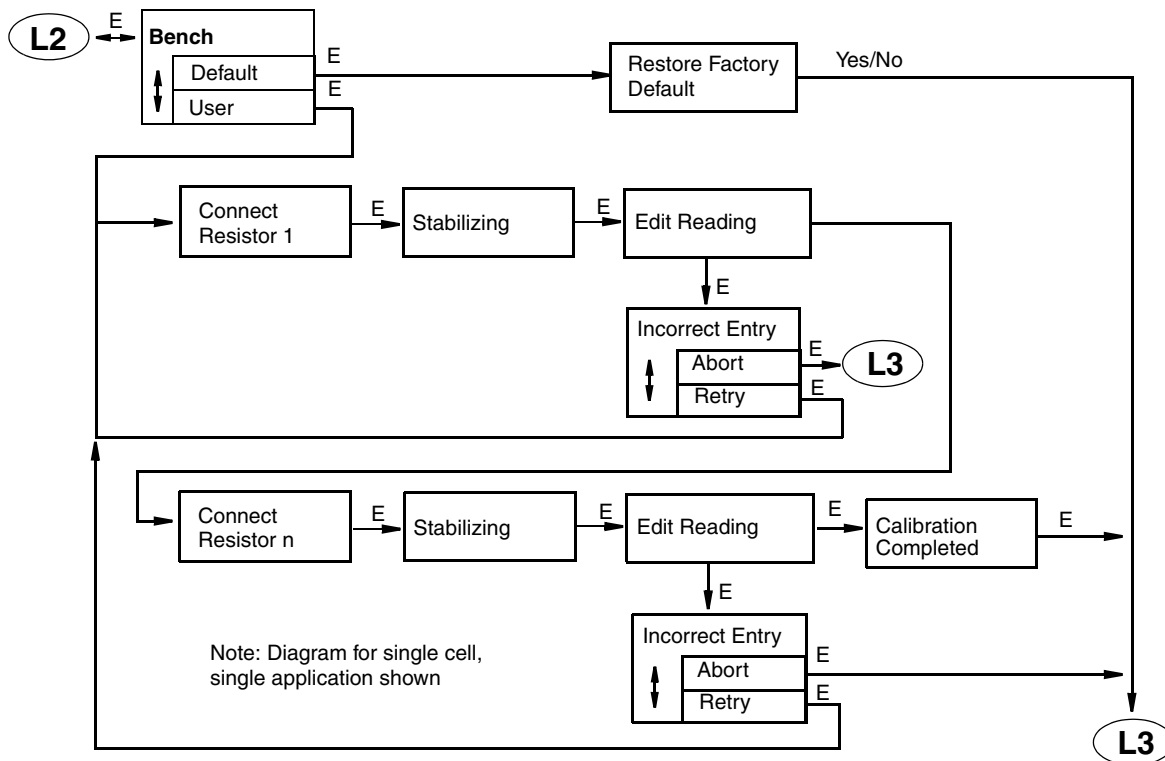 L2
E
Bench
Default
E
User
E
Restore Factory
Default
Yes/No
Connect
Resistor 1
E
Stabilizing
E
Edit Reading
E
Incorrect Entry
Abort
E
L3
Retry
E
Connect
Resistor n
E
Stabilizing
E
Edit Reading
E
Calibration
Completed
E
E
Incorrect Entry
Abort
E
Retry
E
Note: Diagram for single cell,
single application shown
L3